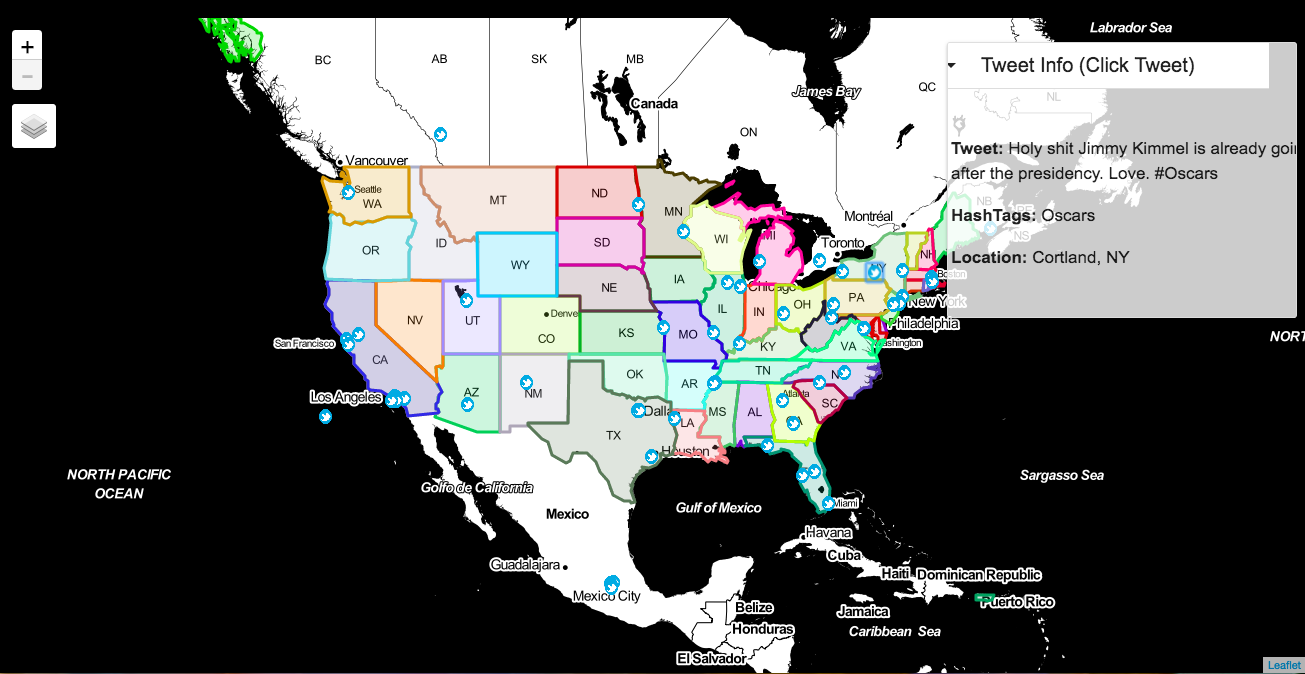 Labrador Sea
+
−
BC
AB
SK
MB
QC
NL
Tweet Info (Click Tweet)
James Bay
Canada
ON
Tweet: Holy shit Jimmy Kimmel is already goin
after the presidency. Love. #Oscars
Vancouver
Seattle
WA
MT
ND
MN
NB
PE
HashTags: Oscars
Montréal
NS
OR
ID
SD
WI
MI
Toronto
NH
Location: Cortland, NY
WY
NY
Boston
NE
IA
Chicago
PA
New York
NV
UT
Denve
CO
KS
MO
IL
IN
OH
Philadelphia
San Francisco
CA
KY
VA
ashington
NORT
OK
TN
AZ
NM
AR
N
Los Angeles
Dalla
MS
AL
Atlanta
SC
TX
LA
Houston
NORTH PACIFIC
OCEAN
Sargasso Sea
Golfo de California
Gulf of Mexico
Miami
Mexico
Havana
Cuba
Guadalajara
Haiti
Dominican Republic
Mexico City
Puerto Rico
Belize
Jamaica
Honduras
Caribbean Sea
El Salvador
Leaflet